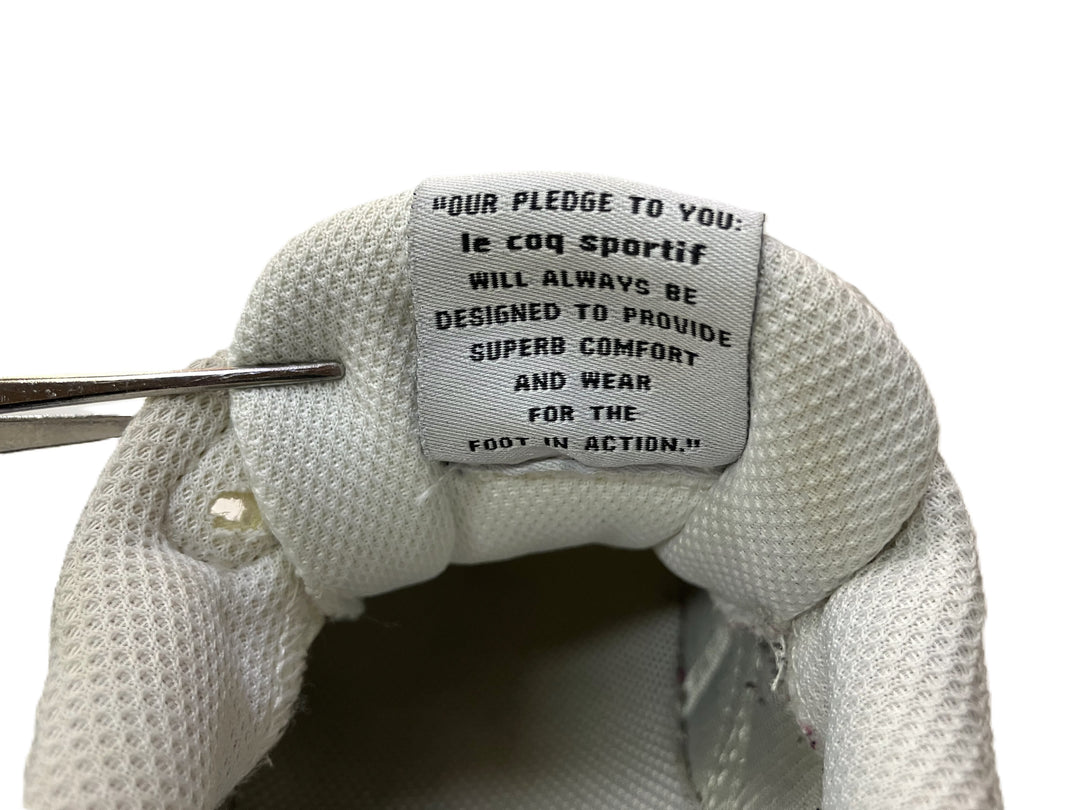 "OUR PLEDGE TO YOU:
le coq sportif
WILL ALWAYS BE
DESIGNED TO PROVIDE
SUPERB COMFORT
AND WEAR
FOR THE
FOOT IN ACTION."